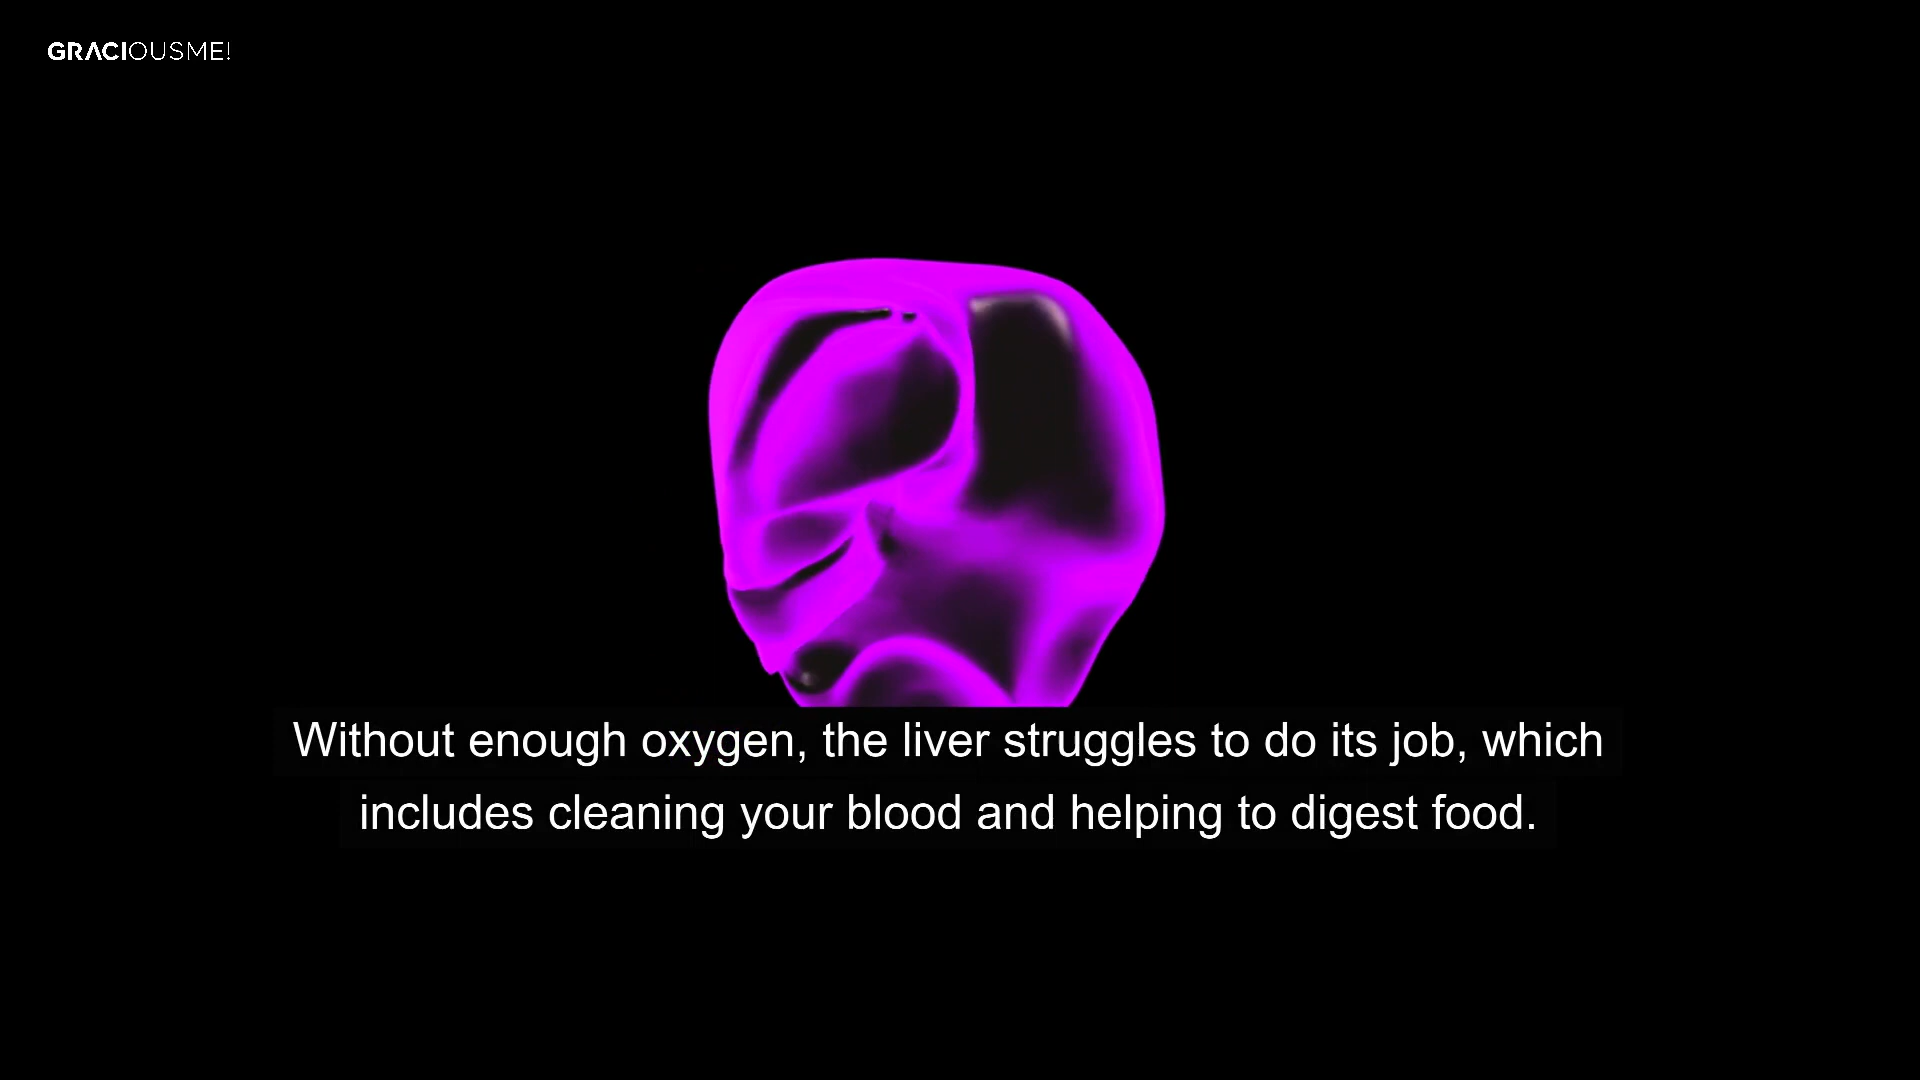 GRACIOUSME!
Without enough oxygen, the liver struggles to do its job, which
includes cleaning your blood and helping to digest food.